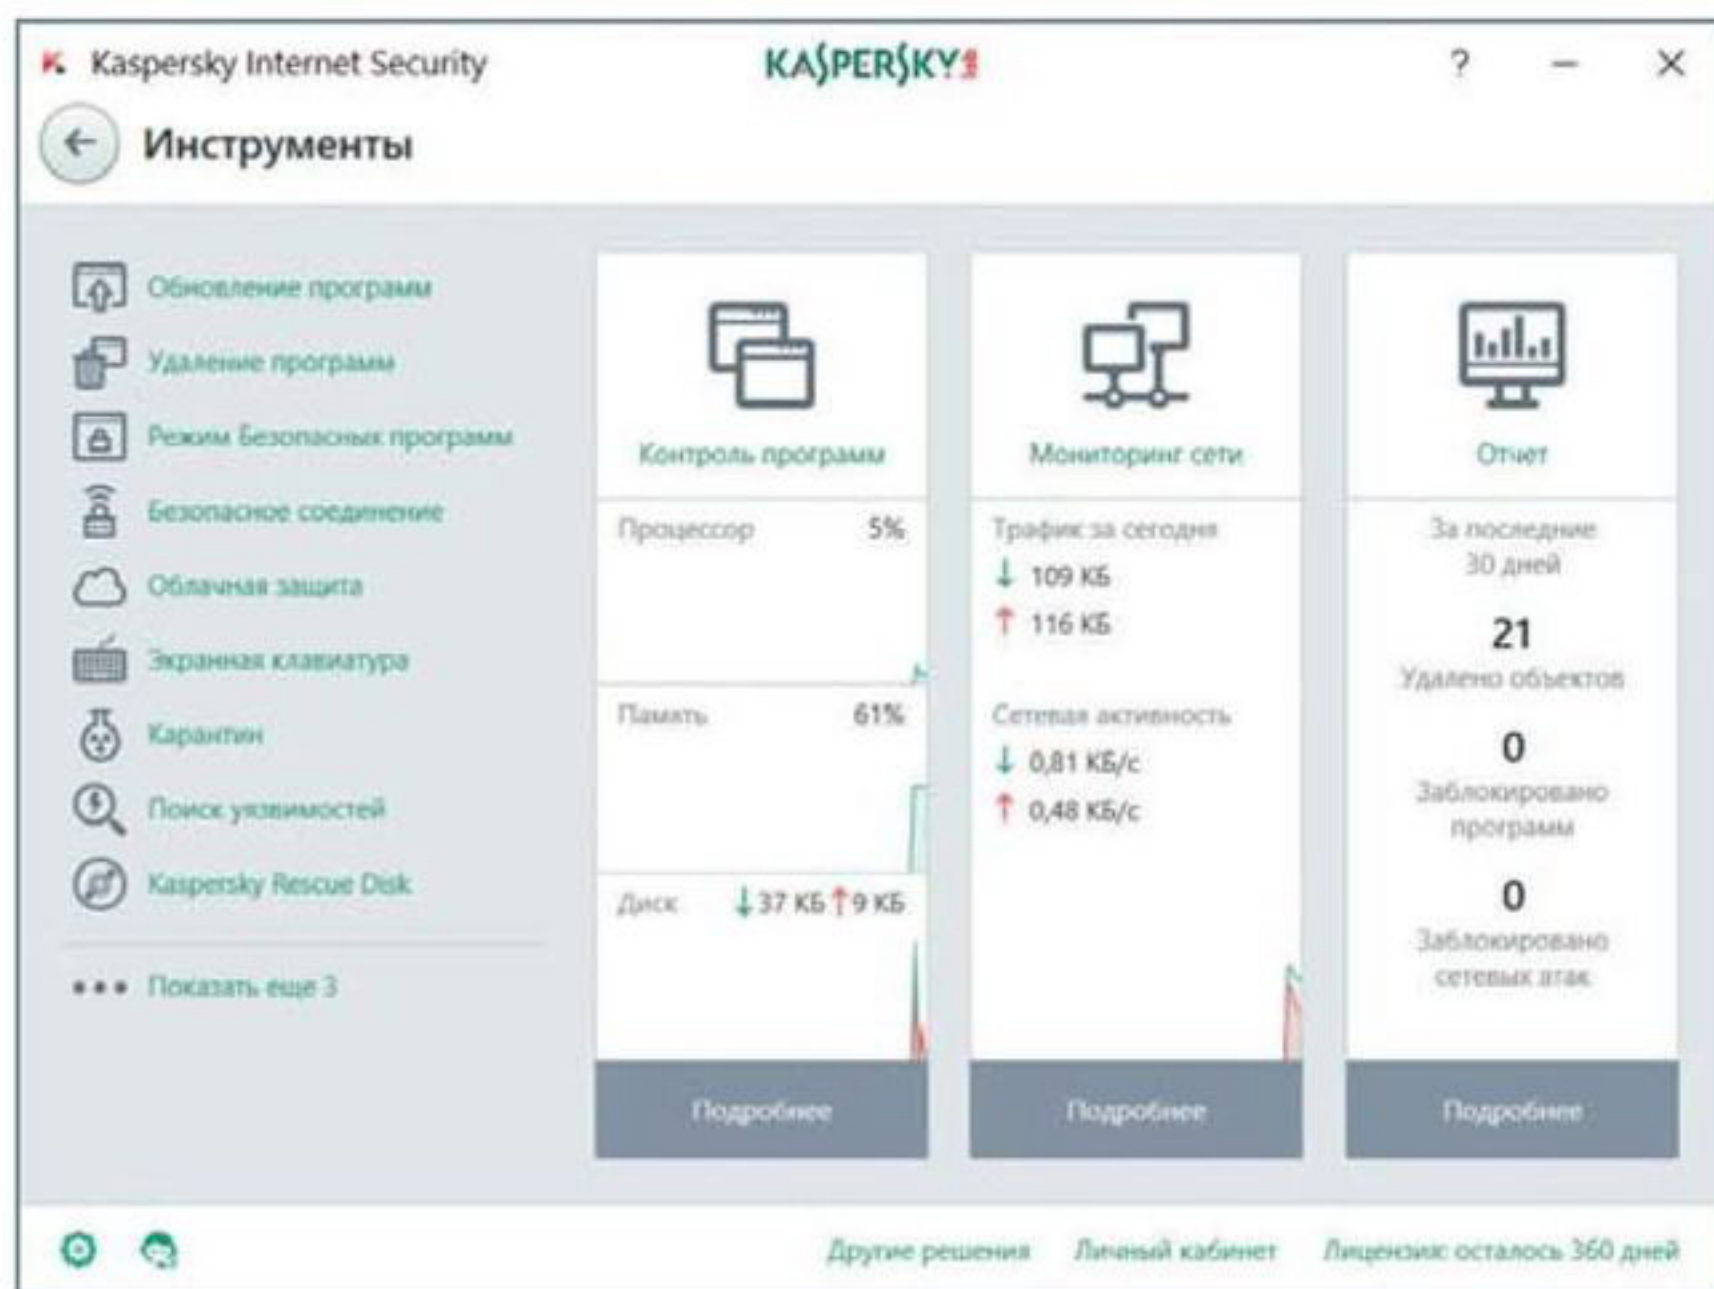 Kaspersky Internet Security
KASPERSKY
?
Инструменты
Обновление программ
Удаление программ
Режим Безопасных программ
Безопасное соединение
Облачная защита
Экранная клавиатура
Карантин
Поиск уязвимостей
Kaspersky Rescue Disk
Показать еще 3
Контроль программ
Процессор 5%
Память 61%
Диск ↓37 КБ ↑9 КБ
Подробнее
Мониторинг сети
Трафик за сегодня
↓ 109 КБ
↑ 116 КБ
Сетевая активность
↓ 0,81 КБ/с
↑ 0,48 КБ/с
Подробнее
Отчет
За последние
30 дней
21
Удалено объектов
0
Заблокировано
программ
0
Заблокировано
сетевых атак
Подробнее
Другие решения Личный кабинет Лицензия: осталось 360 дней